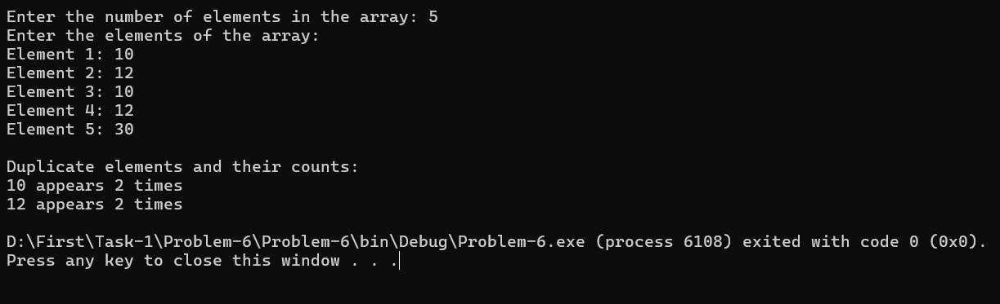 Enter the number of elements in the array: 5
Enter the elements of the array:
Element 1: 10
Element 2: 12
Element 3: 10
Element 4: 12
Element 5: 30
Duplicate elements and their counts:
10 appears 2 times
12 appears 2 times
D:\First\Task-1\Problem-6\Problem-6\bin\Debug\Problem-6.exe (process 6108) exited with code 0 (0x0).
Press any key to close this window . . .